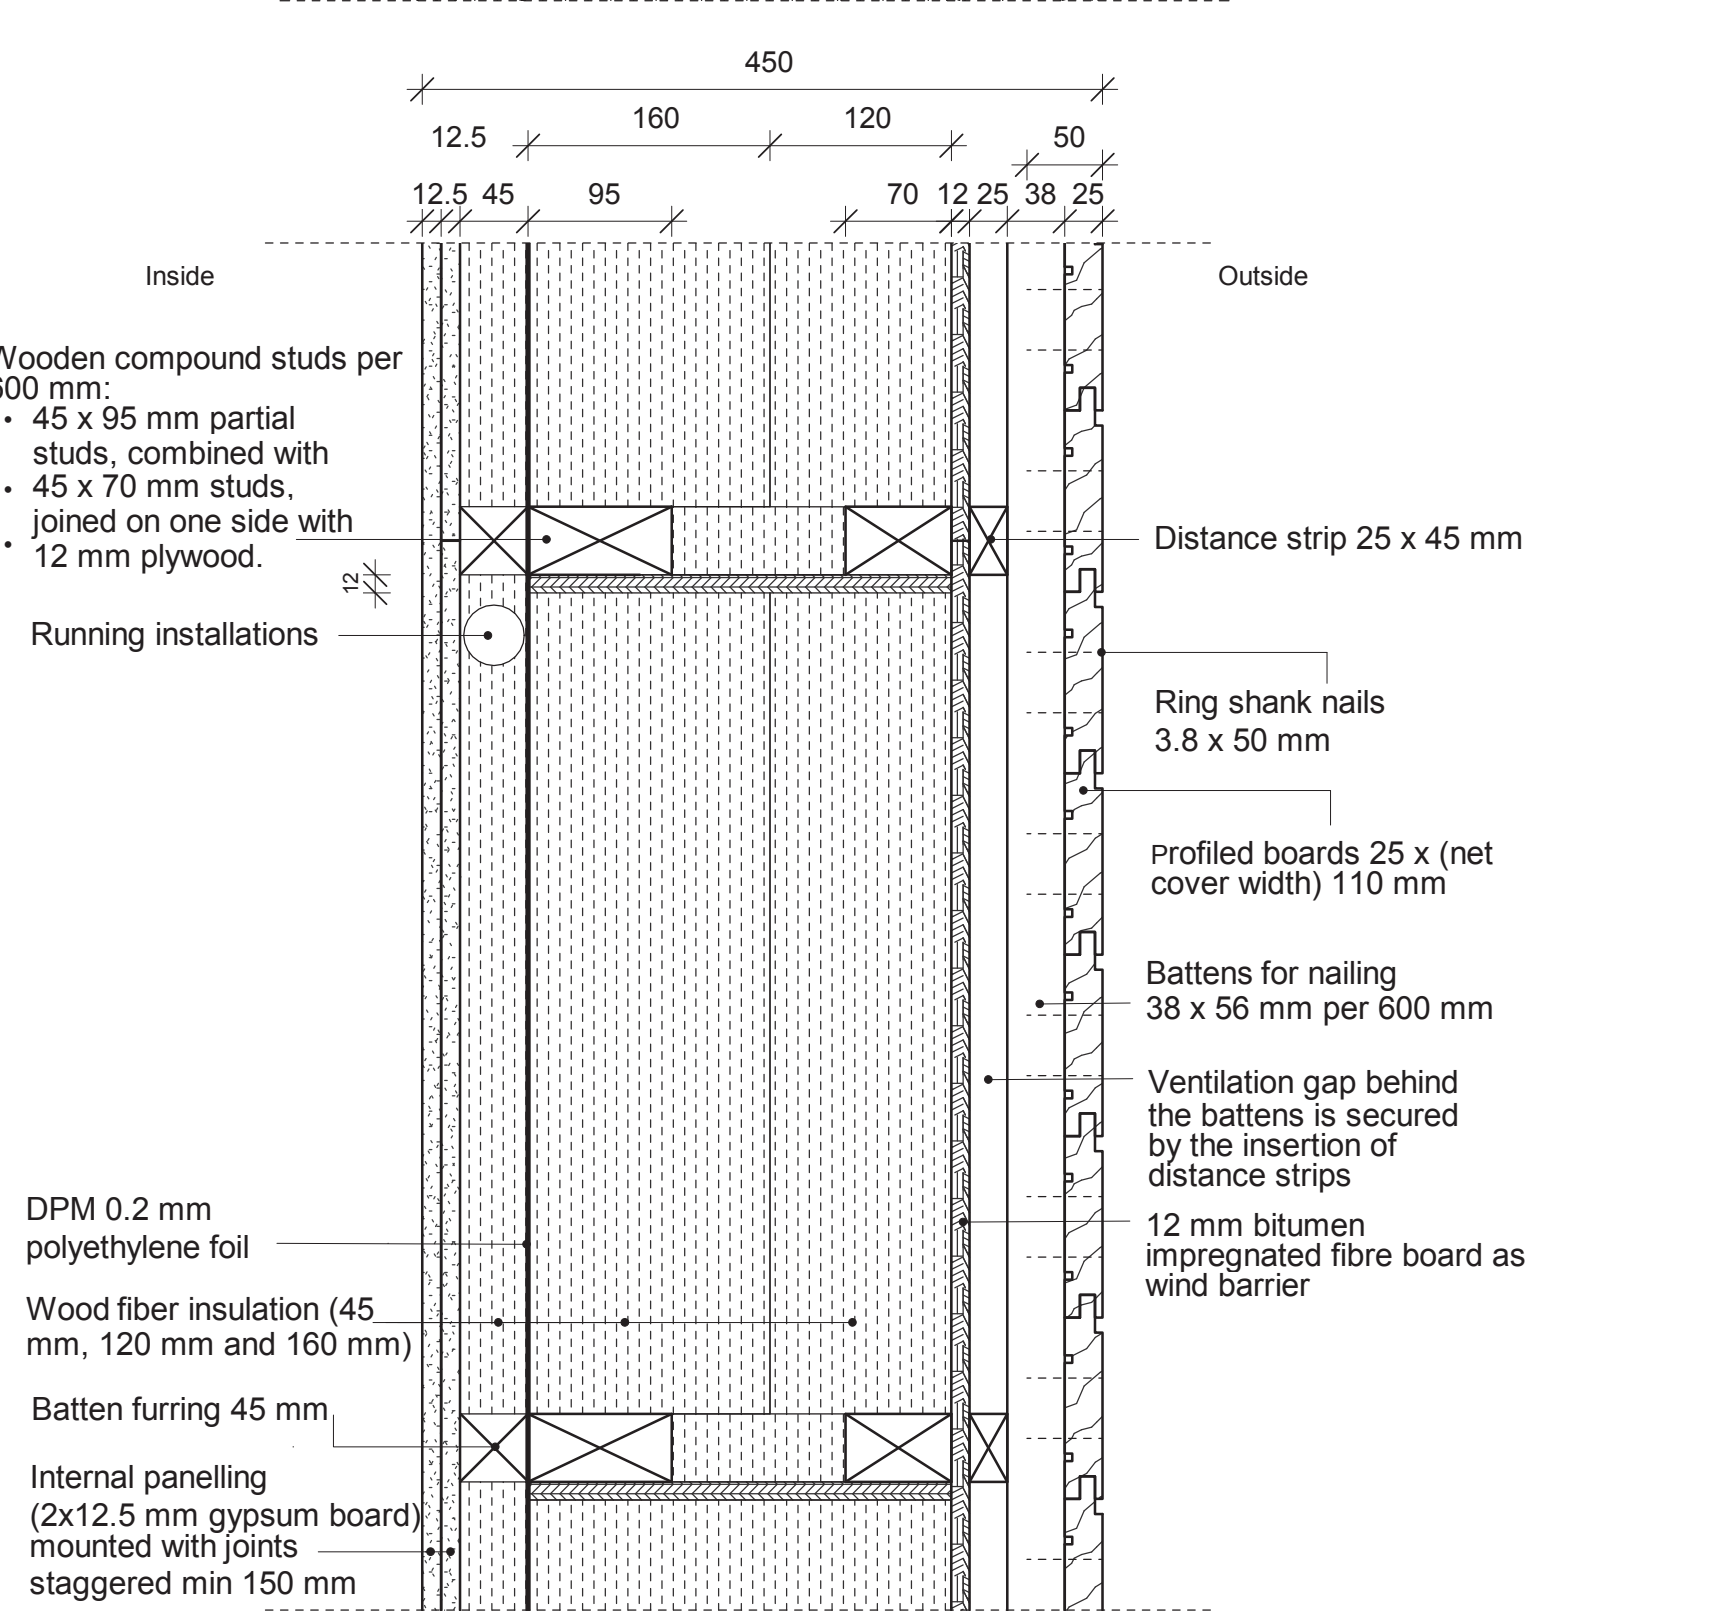 450
160
120
12.5
50
12.5
45
95
70
12
25
38
25
Inside
Outside
Wooden compound studs per
600 mm:
• 45 x 95 mm partial
studs, combined with
• 45 x 70 mm studs,
joined on one side with
• 12 mm plywood.
12
Running installations
Distance strip 25 x 45 mm
Ring shank nails
3.8 x 50 mm
Profiled boards 25 x (net
cover width) 110 mm
Battens for nailing
38 x 56 mm per 600 mm
Ventilation gap behind
the battens is secured
by the insertion of
distance strips
12 mm bitumen
impregnated fibre board as
wind barrier
DPM 0.2 mm
polyethylene foil
Wood fiber insulation (45
mm, 120 mm and 160 mm)
Batten furring 45 mm
Internal panelling
(2x12.5 mm gypsum board)
mounted with joints
staggered min 150 mm